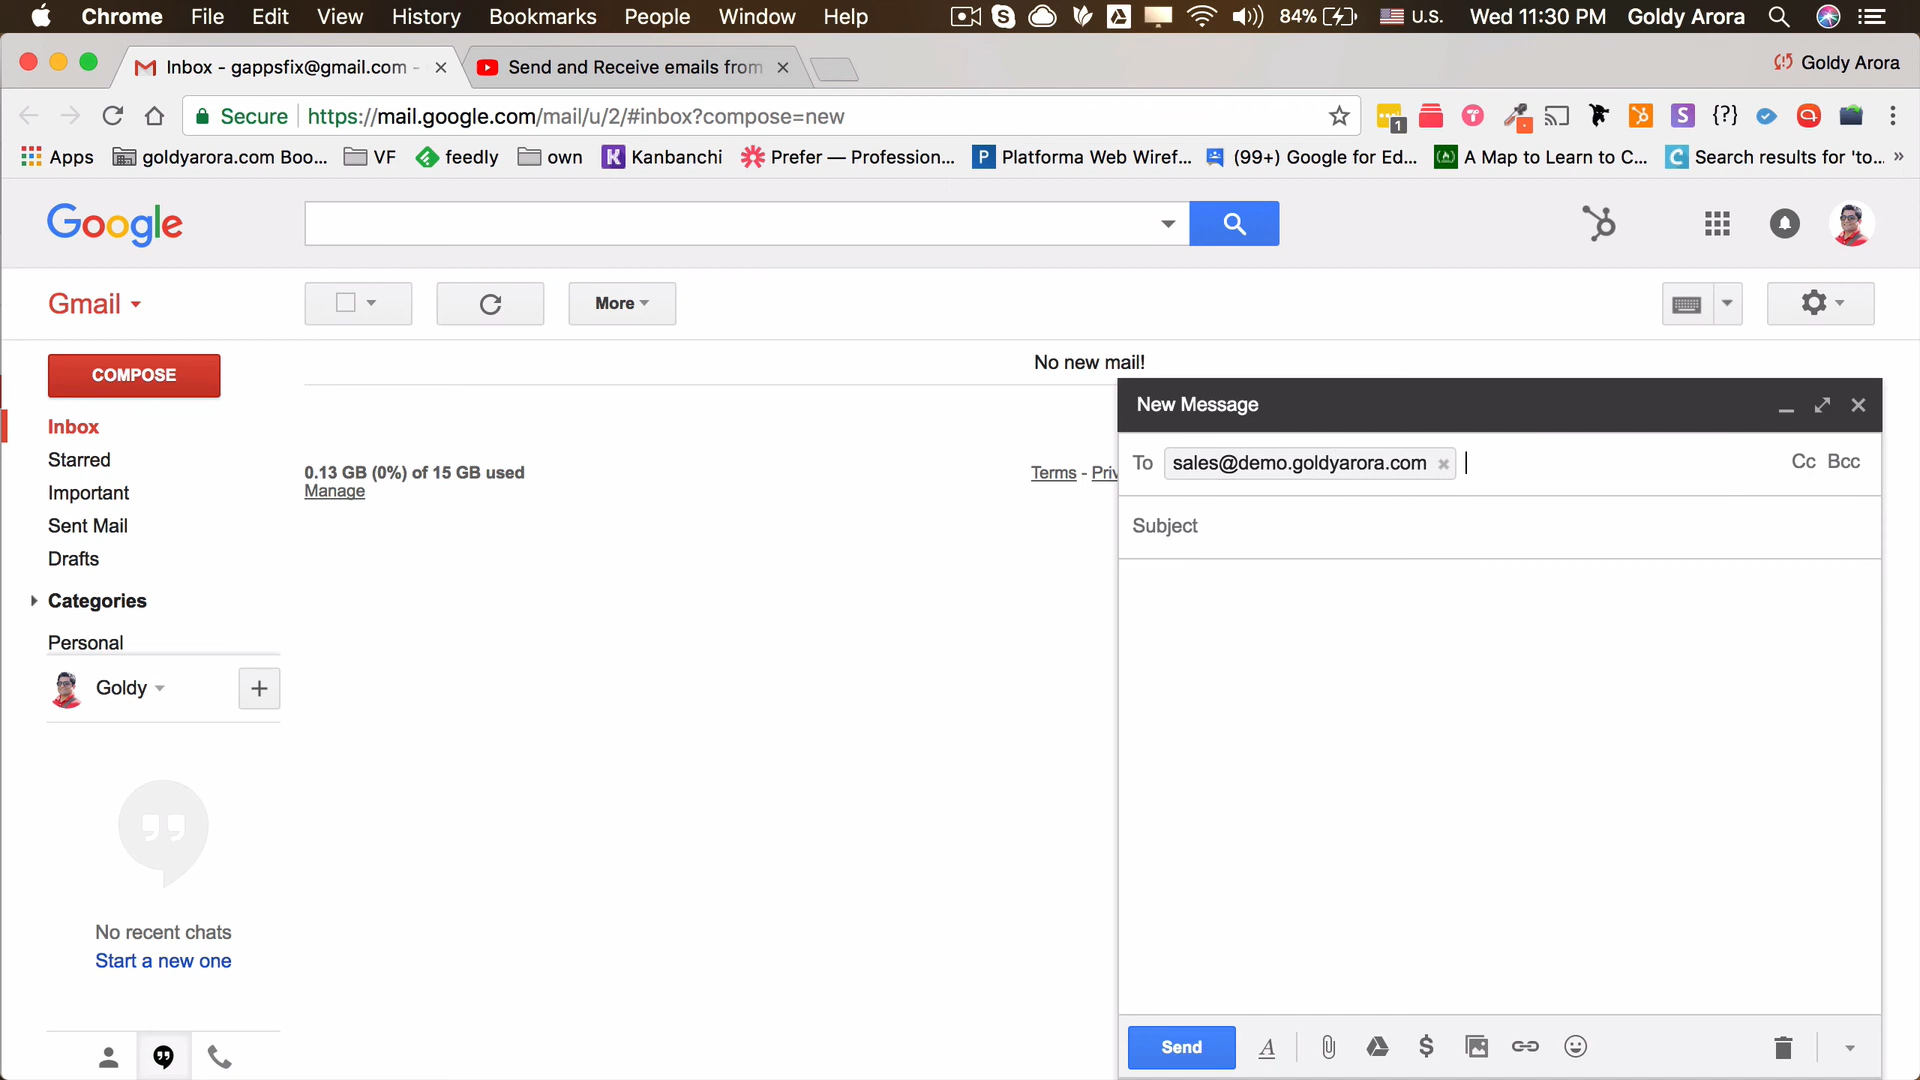 Chrome File Edit View History Bookmarks People Window Help 84% U.S. Wed 11:30 PM Goldy Arora
Inbox - gappsfix@gmail.com - Send and Receive emails from Goldy Arora
Secure https://mail.google.com/mail/u/2/#inbox?compose=new 1 S {?}
Apps goldyarora.com Boo... VF feedly own K Kanbanchi Prefer — Profession... P Platforma Web Wiref... (99+) Google for Ed... A Map to Learn to C... C Search results for 'to... »
Google
Gmail More
No new mail!
COMPOSE
New Message
Inbox
Starred
To sales@demo.goldyarora.com Cc Bcc
0.13 GB (0%) of 15 GB used Terms - Priv
Manage
Important
Sent Mail
Subject
Drafts
Categories
Personal
Goldy +
No recent chats
Start a new one
Send A $